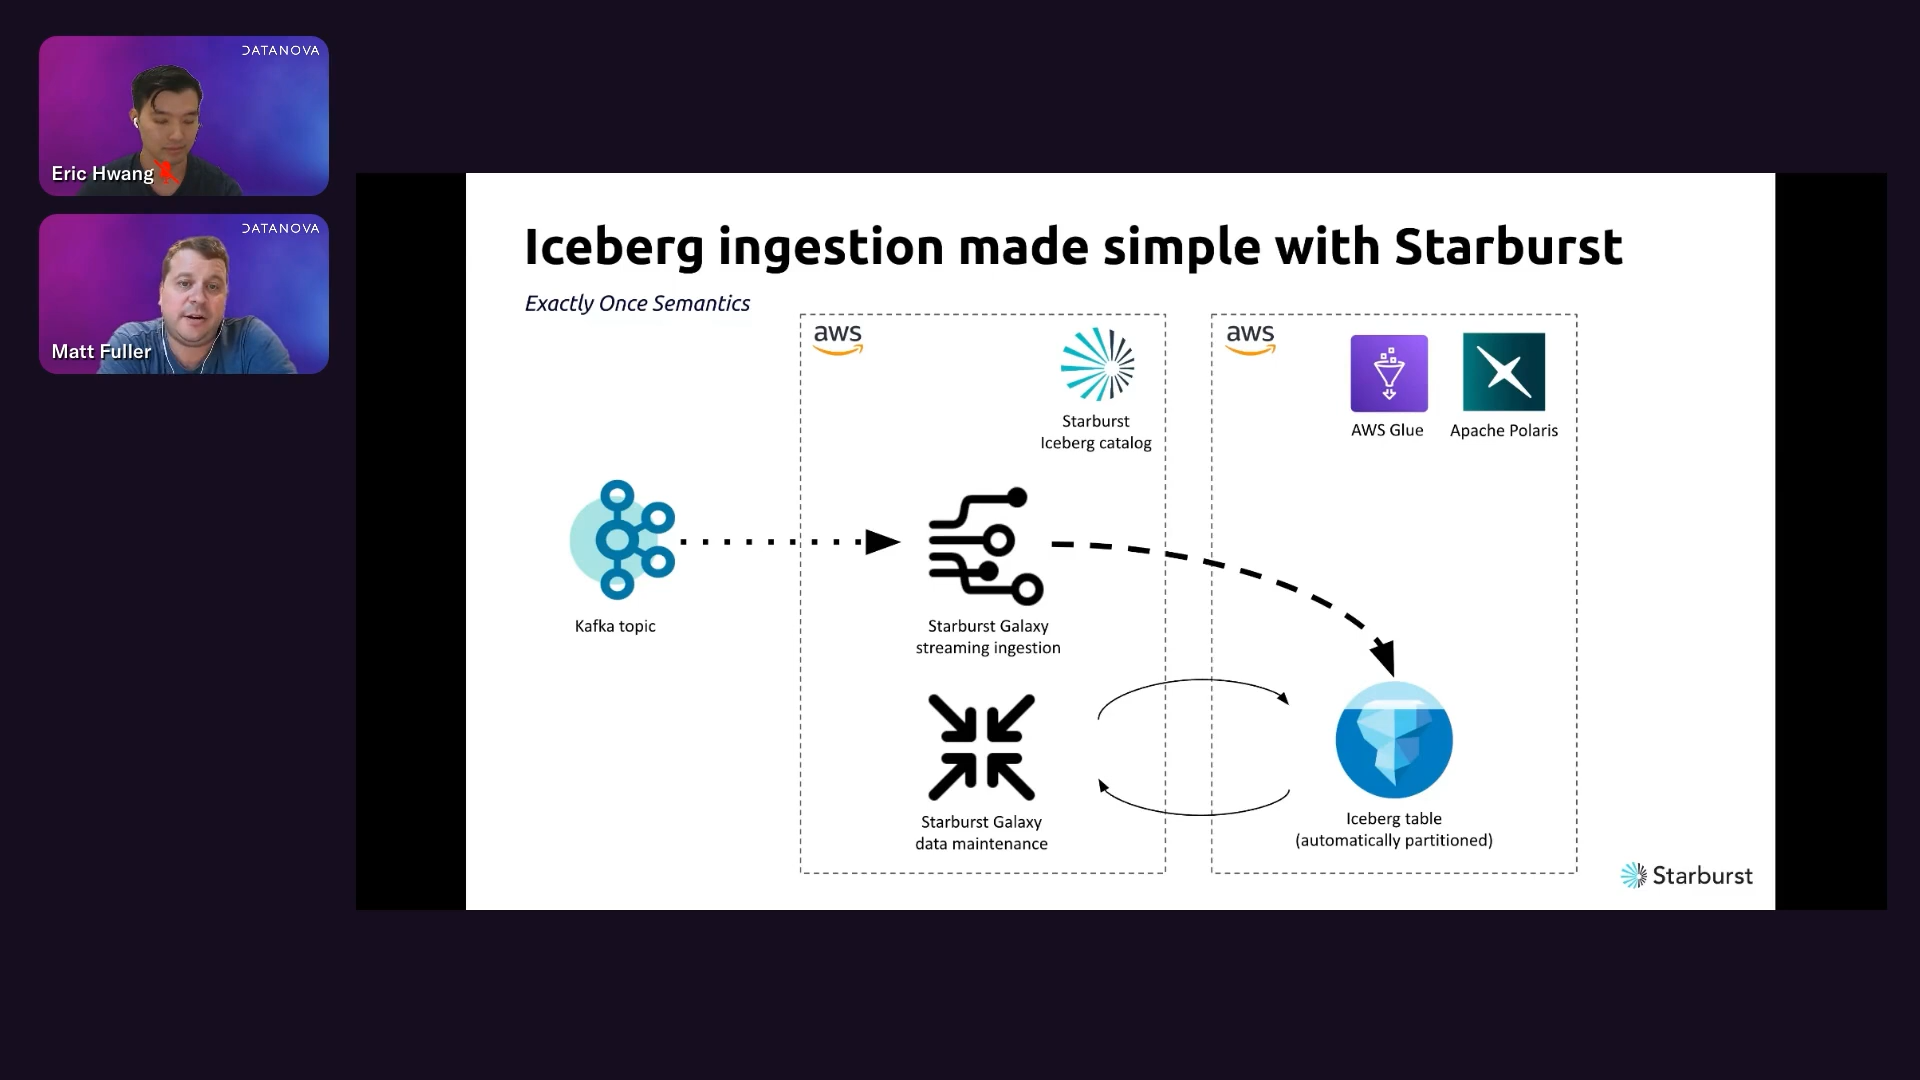 DATANOVA
Eric Hwang
DATANOVA
Matt Fuller
Iceberg ingestion made simple with Starburst
Exactly Once Semantics
aws
Starburst
Iceberg catalog
aws
AWS Glue
Apache Polaris
Kafka topic
Starburst Galaxy
streaming ingestion
Starburst Galaxy
data maintenance
Iceberg table
(automatically partitioned)
Starburst